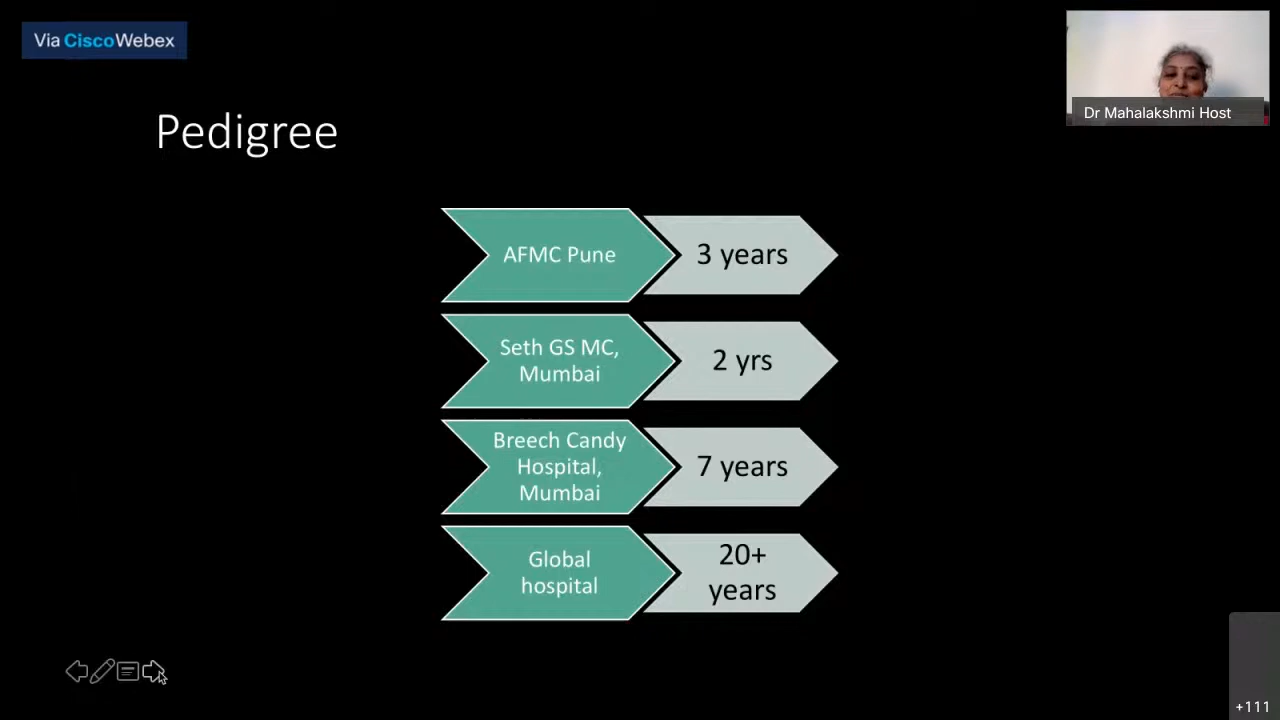 Via CiscoWebex
Dr Mahalakshmi Host
Pedigree
AFMC Pune
3 years
Seth GS MC,
Mumbai
2 yrs
Breech Candy
Hospital,
Mumbai
7 years
Global
hospital
20+
years
+111